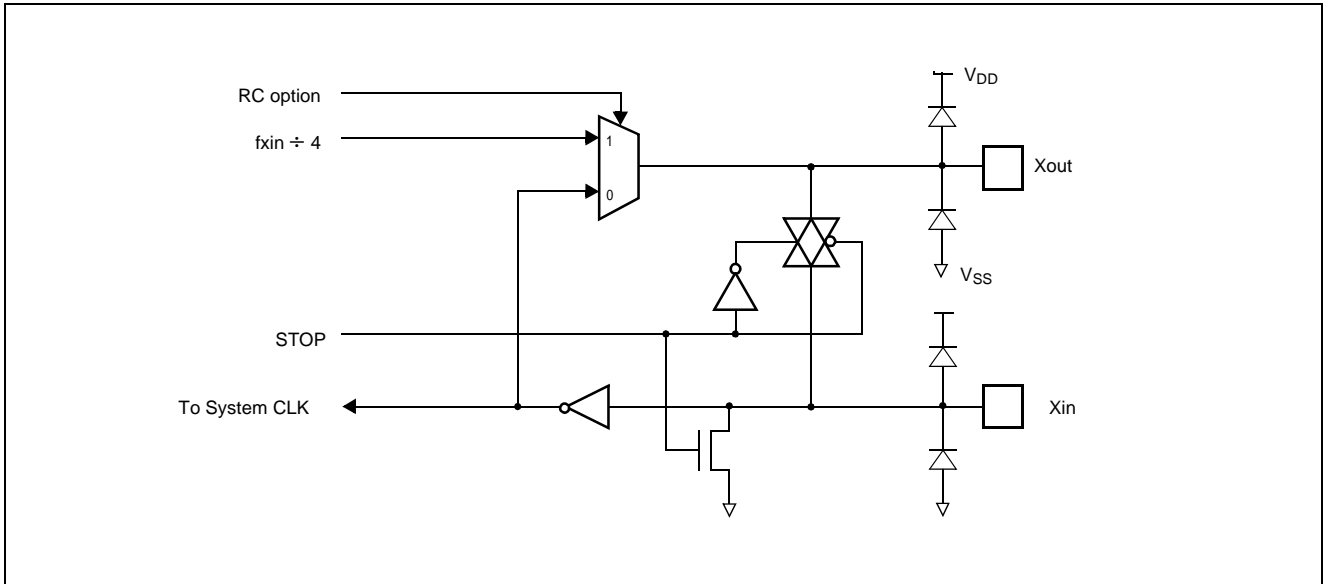 RC option
fxin ÷ 4
1
0
VDD
Xout
VSS
STOP
To System CLK
Xin